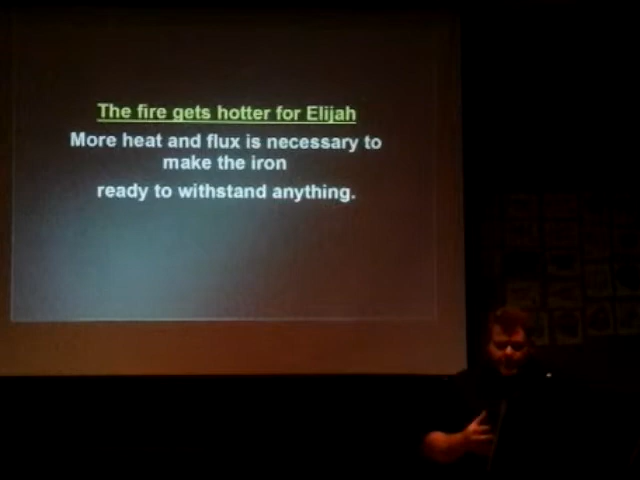 The fire gets hotter for Elijah
More heat and flux is necessary to
make the iron
ready to withstand anything.